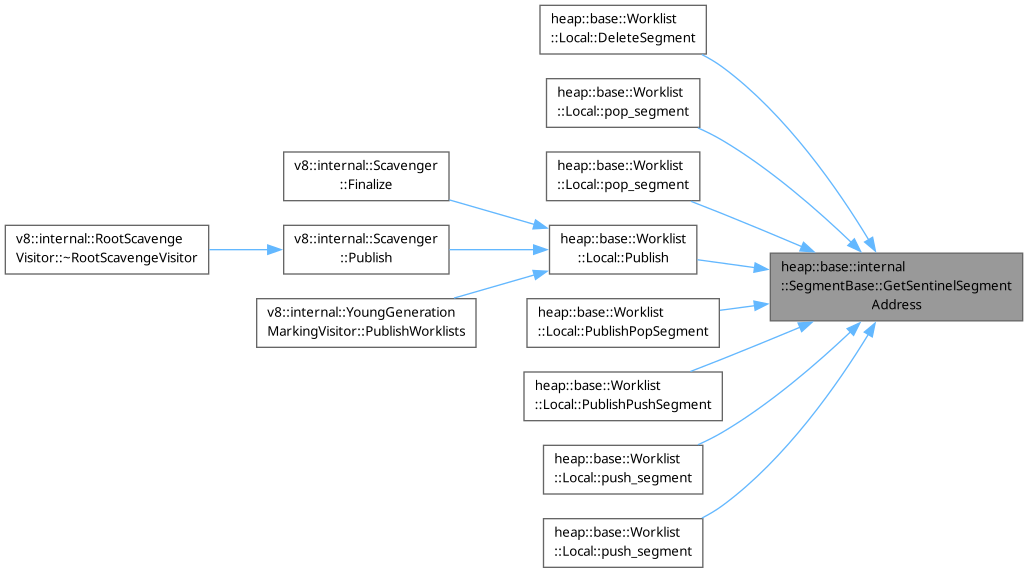 heap::base::Worklist
::Local::DeleteSegment
heap::base::Worklist
::Local::pop_segment
heap::base::Worklist
::Local::pop_segment
v8::internal::Scavenger
::Finalize
v8::internal::RootScavenge
Visitor::~RootScavengeVisitor
v8::internal::Scavenger
::Publish
heap::base::Worklist
::Local::Publish
heap::base::internal
::SegmentBase::GetSentinelSegment
Address
v8::internal::YoungGeneration
MarkingVisitor::PublishWorklists
heap::base::Worklist
::Local::PublishPopSegment
heap::base::Worklist
::Local::PublishPushSegment
heap::base::Worklist
::Local::push_segment
heap::base::Worklist
::Local::push_segment